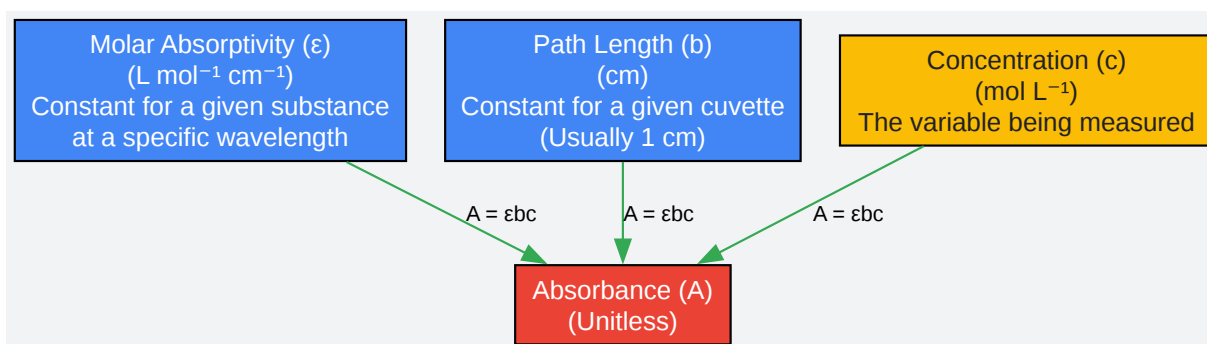 Molar Absorptivity (ε)
(L mol⁻¹ cm⁻¹)
Constant for a given substance
at a specific wavelength
Path Length (b)
(cm)
Constant for a given cuvette
(Usually 1 cm)
Concentration (c)
(mol L⁻¹)
The variable being measured
A = εbc
A = εbc
A = εbc
Absorbance (A)
(Unitless)